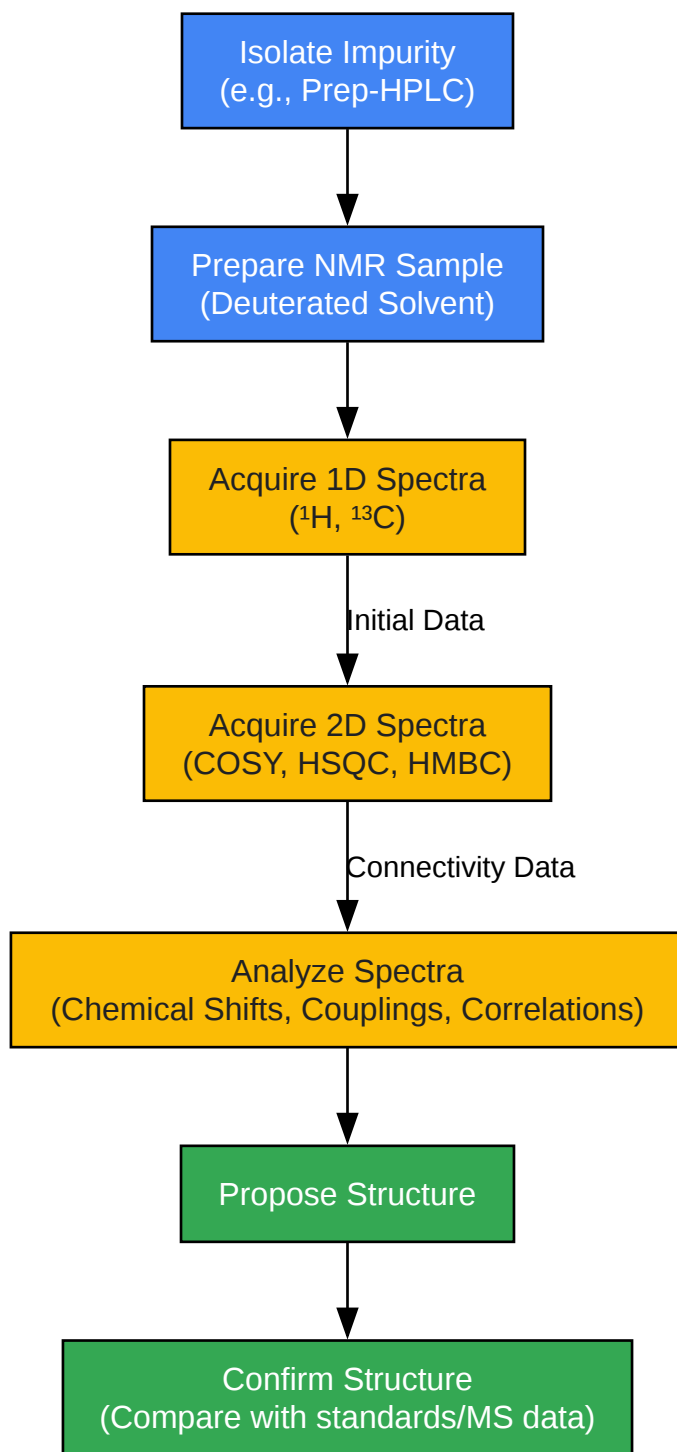 Isolate Impurity
(e.g., Prep-HPLC)
Prepare NMR Sample
(Deuterated Solvent)
Acquire 1D Spectra
(¹H, ¹³C)
Initial Data
Acquire 2D Spectra
(COSY, HSQC, HMBC)
Connectivity Data
Analyze Spectra
(Chemical Shifts, Couplings, Correlations)
Propose Structure
Confirm Structure
(Compare with standards/MS data)